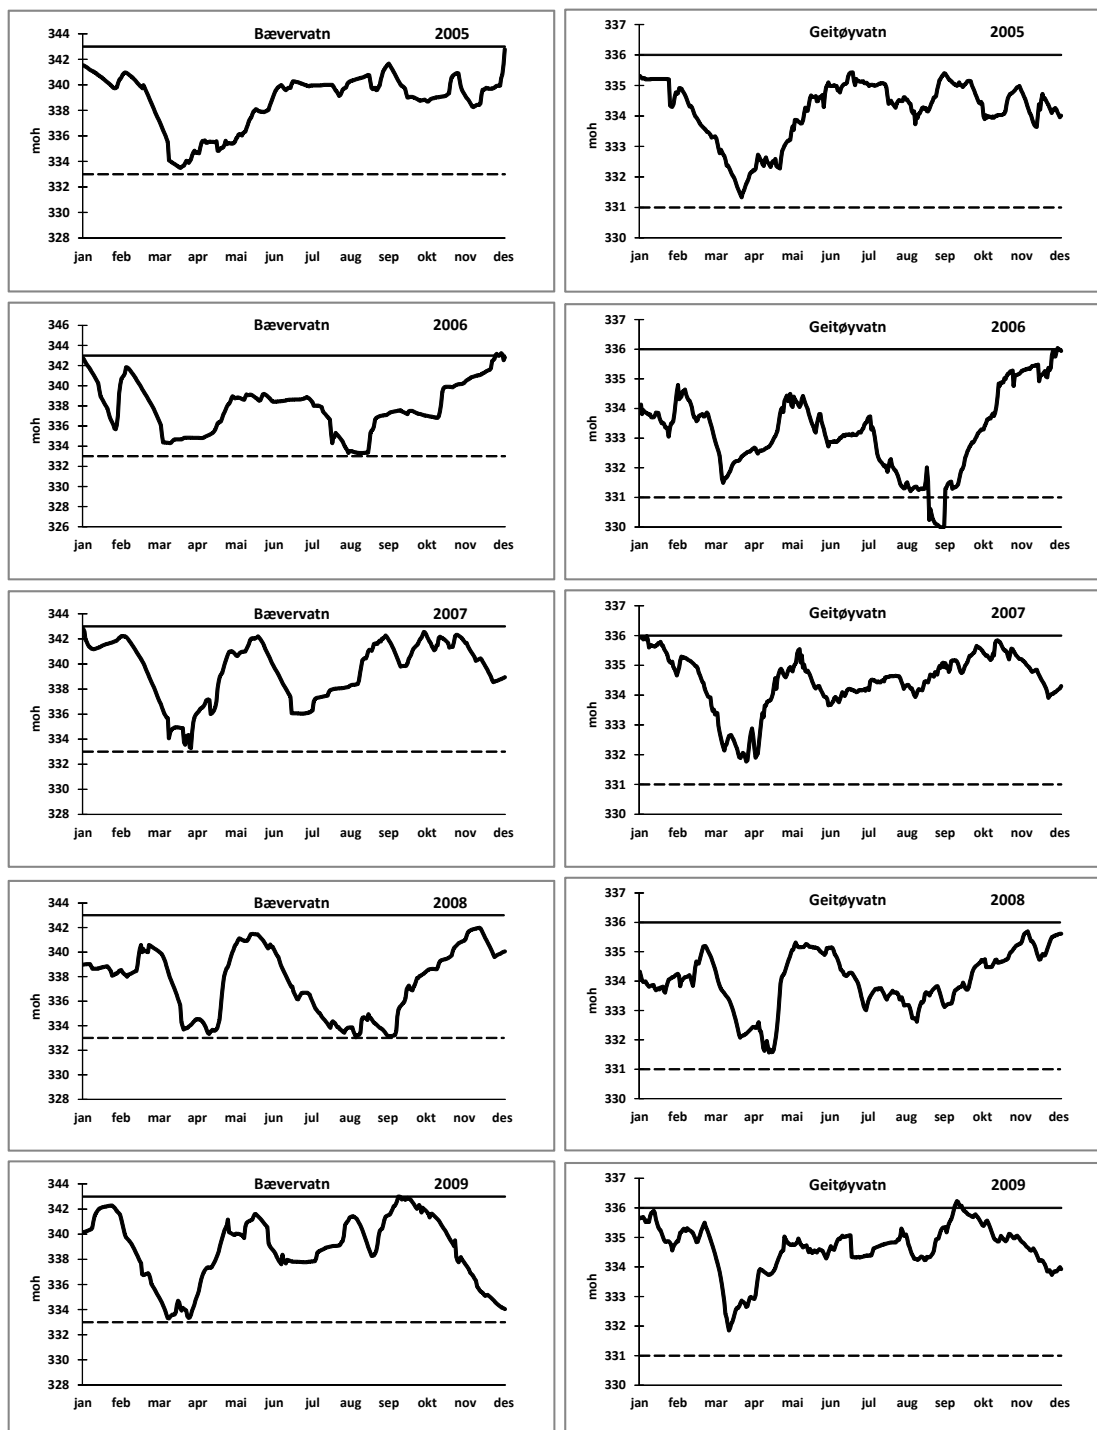 Bævervatn 2005
344
342
340
338
336
334
332
330
328
moh
jan feb mar apr mai jun jul aug sep okt nov des
Geitøyvatn 2005
337
336
335
334
333
332
331
330
moh
jan feb mar apr mai jun jul aug sep okt nov des
Bævervatn 2006
346
344
342
340
338
336
334
332
330
328
326
moh
jan feb mar apr mai jun jul aug sep okt nov des
Geitøyvatn 2006
337
336
335
334
333
332
331
330
moh
jan feb mar apr mai jun jul aug sep okt nov des
Bævervatn 2007
344
342
340
338
336
334
332
330
328
moh
jan feb mar apr mai jun jul aug sep okt nov des
Geitøyvatn 2007
337
336
335
334
333
332
331
330
moh
jan feb mar apr mai jun jul aug sep okt nov des
Bævervatn 2008
344
342
340
338
336
334
332
330
328
moh
jan feb mar apr mai jun jul aug sep okt nov des
Geitøyvatn 2008
337
336
335
334
333
332
331
330
moh
jan feb mar apr mai jun jul aug sep okt nov des
Bævervatn 2009
344
342
340
338
336
334
332
330
328
moh
jan feb mar apr mai jun jul aug sep okt nov des
Geitøyvatn 2009
337
336
335
334
333
332
331
330
moh
jan feb mar apr mai jun jul aug sep okt nov des